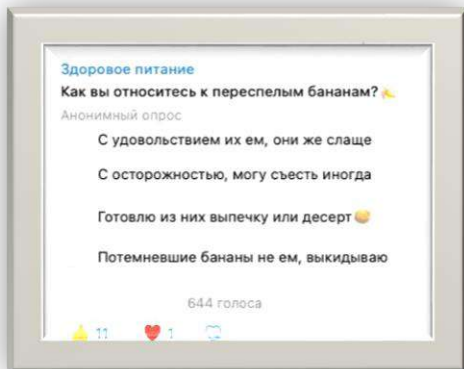 Здоровое питание
Как вы относитесь к переспелым бананам?🍌
Анонимный опрос
С удовольствием их ем, они же слаще
С осторожностью, могу съесть иногда
Готовлю из них выпечку или десерт🥞
Потемневшие бананы не ем, выкидываю
644 голоса
👍 11 ❤️ 1